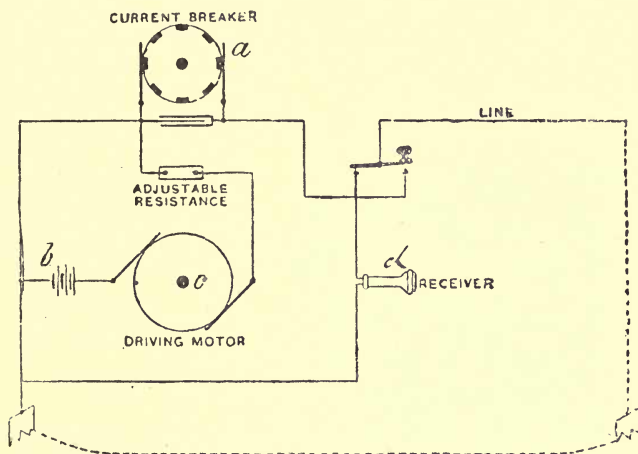 CURRENT BREAKER
a
LINE
ADJUSTABLE
RESISTANCE
b
c
d
RECEIVER
DRIVING MOTOR